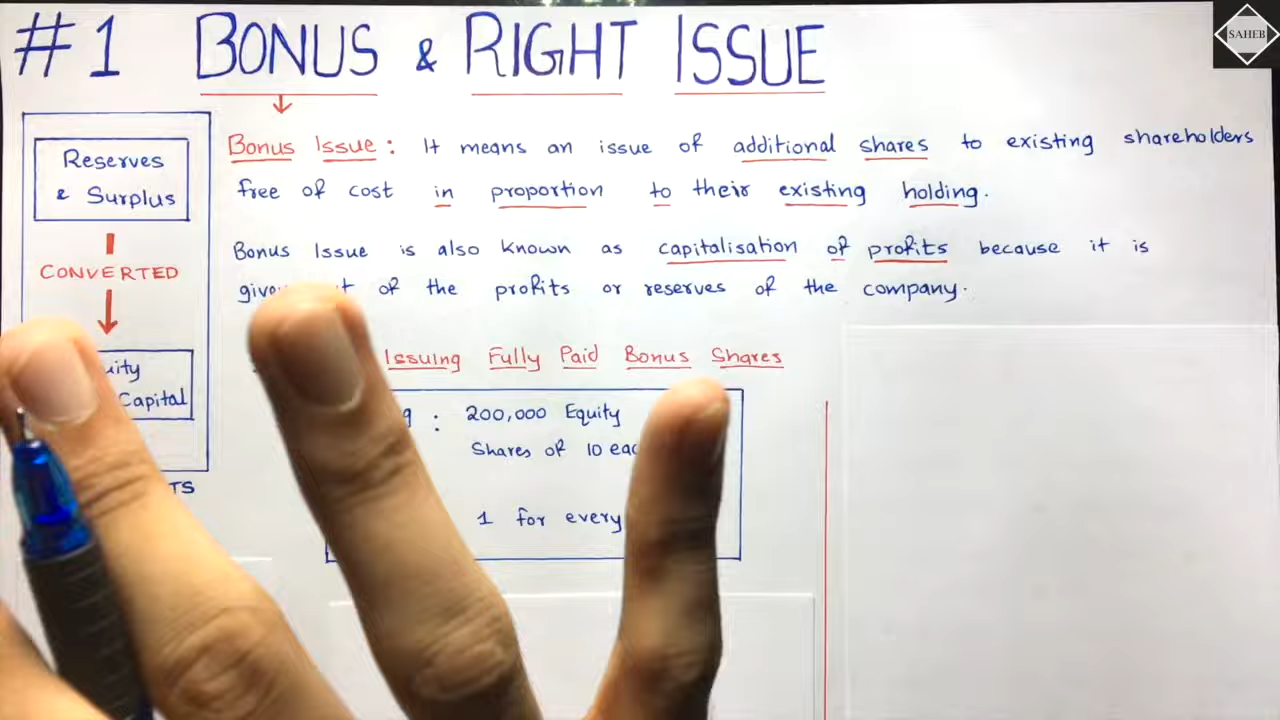 #1 BONUS & RIGHT ISSUE
SAHEB
Reserves
& Surplus
CONVERTED
Capital
Bonus Issue : It means an issue of additional shares to existing shareholders
free of cost in proportion to their existing holding.
Bonus Issue is also known as capitalisation of profits because it is
of the profits or reserves of the company.
Issuing Fully Paid Bonus Shares
: 200,000 Equity
Shares of 10
1 for every